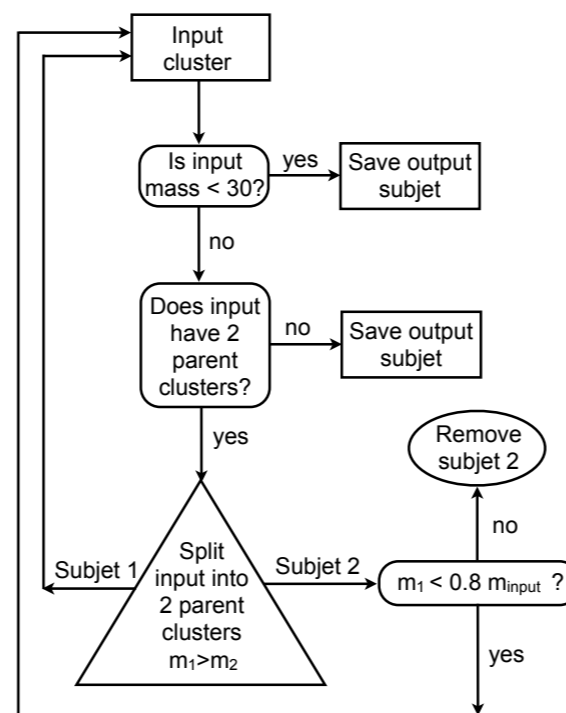 Input
cluster
Is input
mass < 30?
yes
Save output
subjet
no
Does input
have 2
parent
clusters?
no
Save output
subjet
yes
Remove
subjet 2
no
Split
input into
2 parent
clusters
m₁>m₂
Subjet 1
Subjet 2
m₁ < 0.8 mᵢₙₚᵤₜ ?
yes